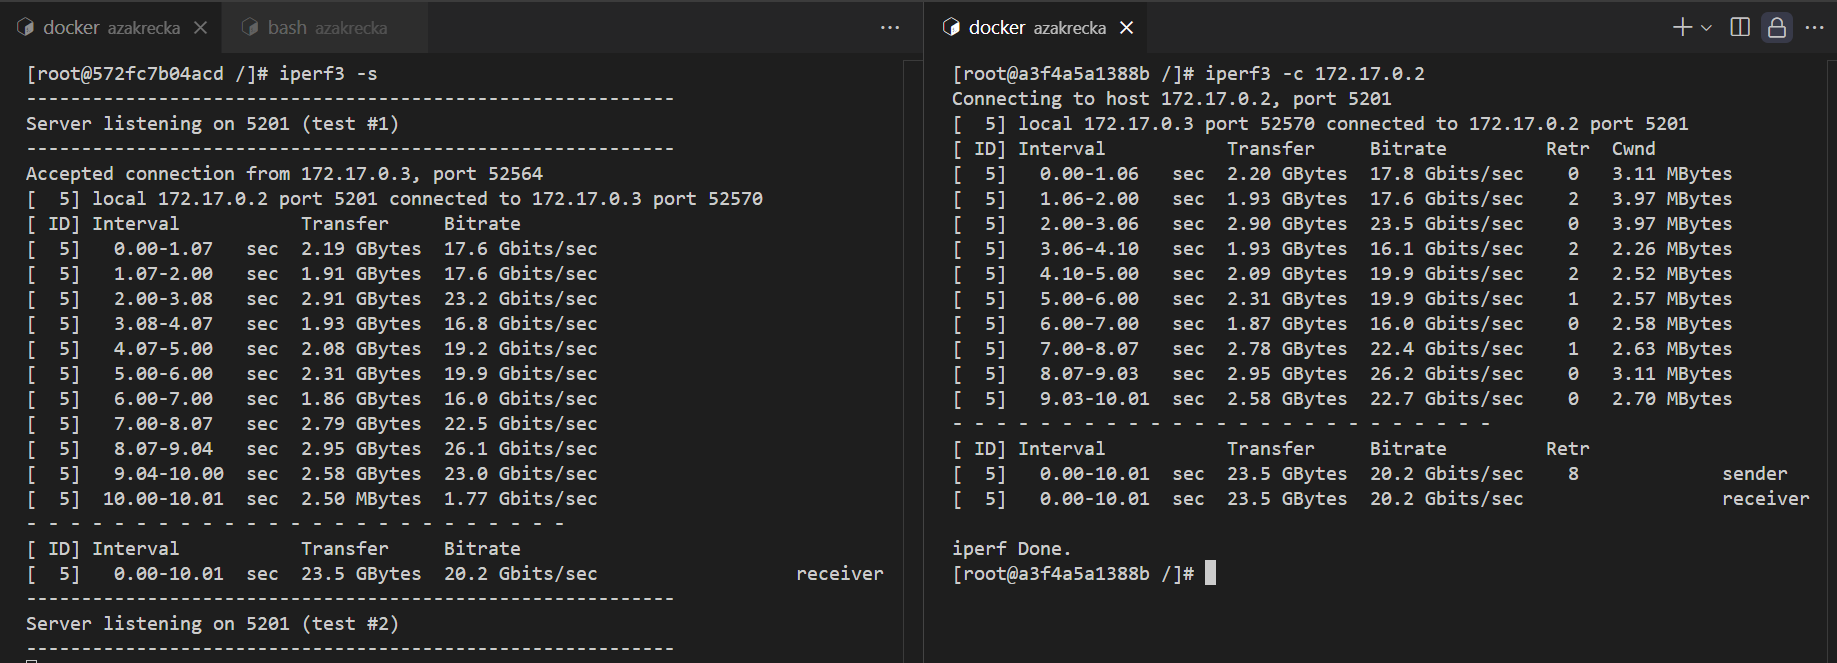 docker azakrecka
bash azakrecka
[root@572fc7b04acd /]# iperf3 -s
-----------------------------------------------------------
Server listening on 5201 (test #1)
-----------------------------------------------------------
Accepted connection from 172.17.0.3, port 52564
[  5] local 172.17.0.2 port 5201 connected to 172.17.0.3 port 52570
[ ID] Interval           Transfer     Bitrate
[  5]   0.00-1.07   sec  2.19 GBytes  17.6 Gbits/sec
[  5]   1.07-2.00   sec  1.91 GBytes  17.6 Gbits/sec
[  5]   2.00-3.08   sec  2.91 GBytes  23.2 Gbits/sec
[  5]   3.08-4.07   sec  1.93 GBytes  16.8 Gbits/sec
[  5]   4.07-5.00   sec  2.08 GBytes  19.2 Gbits/sec
[  5]   5.00-6.00   sec  2.31 GBytes  19.9 Gbits/sec
[  5]   6.00-7.00   sec  1.86 GBytes  16.0 Gbits/sec
[  5]   7.00-8.07   sec  2.79 GBytes  22.5 Gbits/sec
[  5]   8.07-9.04   sec  2.95 GBytes  26.1 Gbits/sec
[  5]   9.04-10.00  sec  2.58 GBytes  23.0 Gbits/sec
[  5]  10.00-10.01  sec  2.50 MBytes  1.77 Gbits/sec
- - - - - - - - - - - - - - - - - - - - - - - - -
[ ID] Interval           Transfer     Bitrate
[  5]   0.00-10.01  sec  23.5 GBytes  20.2 Gbits/sec                  receiver
-----------------------------------------------------------
Server listening on 5201 (test #2)
-----------------------------------------------------------
docker azakrecka
[root@a3f4a5a1388b /]# iperf3 -c 172.17.0.2
Connecting to host 172.17.0.2, port 5201
[  5] local 172.17.0.3 port 52570 connected to 172.17.0.2 port 5201
[ ID] Interval           Transfer     Bitrate         Retr  Cwnd
[  5]   0.00-1.06   sec  2.20 GBytes  17.8 Gbits/sec    0   3.11 MBytes
[  5]   1.06-2.00   sec  1.93 GBytes  17.6 Gbits/sec    2   3.97 MBytes
[  5]   2.00-3.06   sec  2.90 GBytes  23.5 Gbits/sec    0   3.97 MBytes
[  5]   3.06-4.10   sec  1.93 GBytes  16.1 Gbits/sec    2   2.26 MBytes
[  5]   4.10-5.00   sec  2.09 GBytes  19.9 Gbits/sec    2   2.52 MBytes
[  5]   5.00-6.00   sec  2.31 GBytes  19.9 Gbits/sec    1   2.57 MBytes
[  5]   6.00-7.00   sec  1.87 GBytes  16.0 Gbits/sec    0   2.58 MBytes
[  5]   7.00-8.07   sec  2.78 GBytes  22.4 Gbits/sec    1   2.63 MBytes
[  5]   8.07-9.03   sec  2.95 GBytes  26.2 Gbits/sec    0   3.11 MBytes
[  5]   9.03-10.01  sec  2.58 GBytes  22.7 Gbits/sec    0   2.70 MBytes
- - - - - - - - - - - - - - - - - - - - - - - - -
[ ID] Interval           Transfer     Bitrate         Retr
[  5]   0.00-10.01  sec  23.5 GBytes  20.2 Gbits/sec    8             sender
[  5]   0.00-10.01  sec  23.5 GBytes  20.2 Gbits/sec                  receiver
iperf Done.
[root@a3f4a5a1388b /]#